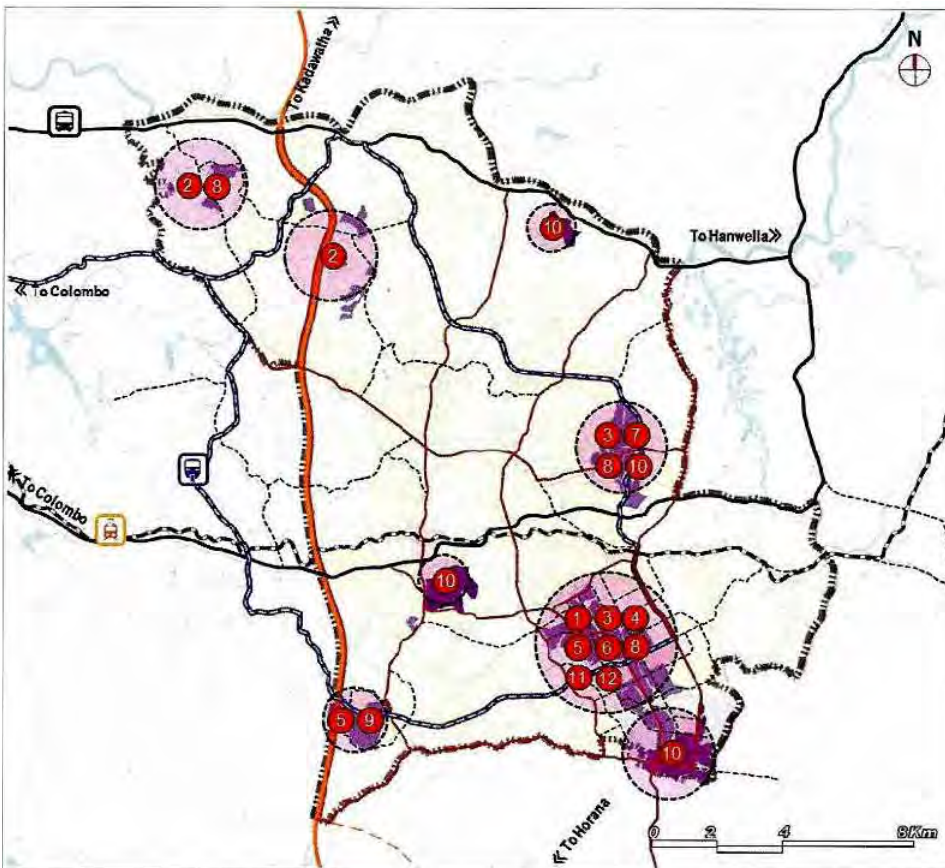 To Kadawatha »
N
2 8
10
To Hanwella »
2
« To Colombo
3 7
8 10
« To Colombo
10
1 3 4
5 6 8
11 12
5 9
10
« To Horana
0 2 4 8Km